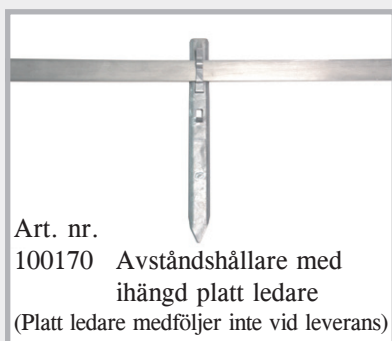 Art. nr.
100170 Avståndshållare med
ihängd platt ledare
(Platt ledare medföljer inte vid leverans)